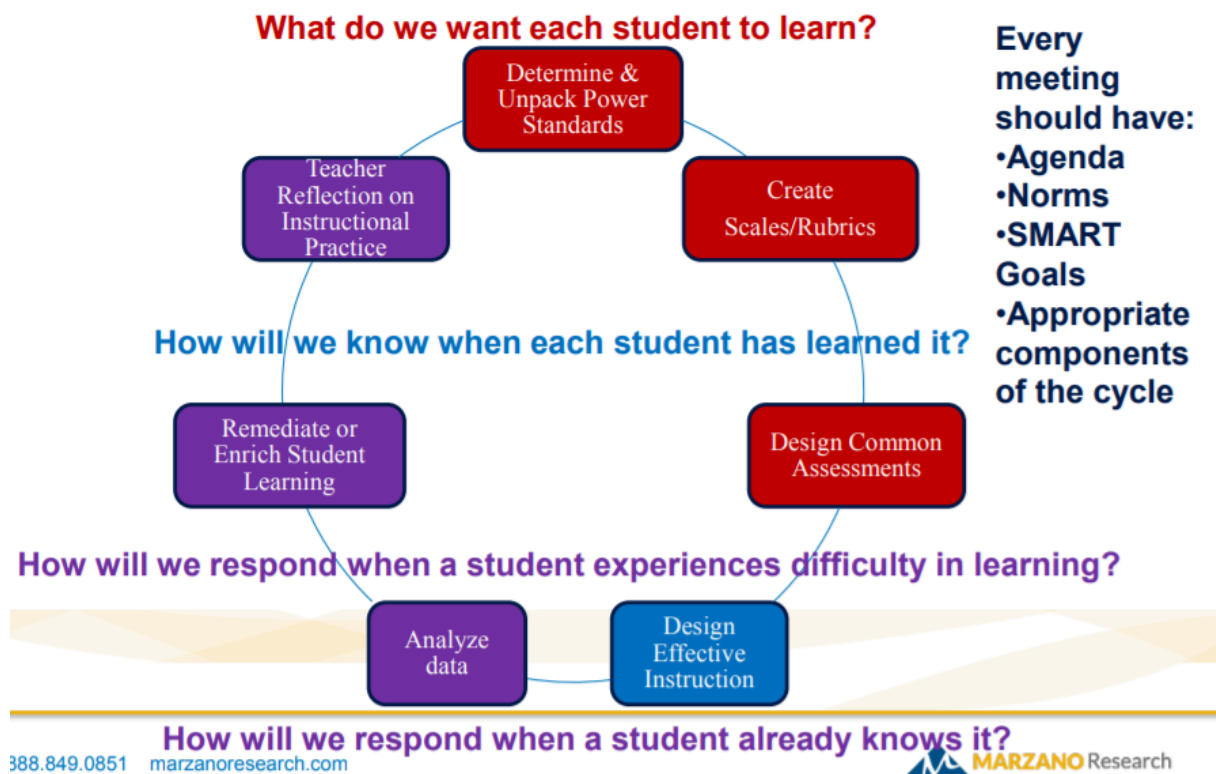 What do we want each student to learn?
Determine &
Unpack Power
Standards
Create
Scales/Rubrics
Design Common
Assessments
Design
Effective
Instruction
Analyze
data
Remediate or
Enrich Student
Learning
Teacher
Reflection on
Instructional
Practice
How will we know when each student has learned it?
How will we respond when a student experiences difficulty in learning?
How will we respond when a student already knows it?
Every
meeting
should have:
•Agenda
•Norms
•SMART
Goals
•Appropriate
components
of the cycle
888.849.0851 marzanoresearch.com
MARZANO Research